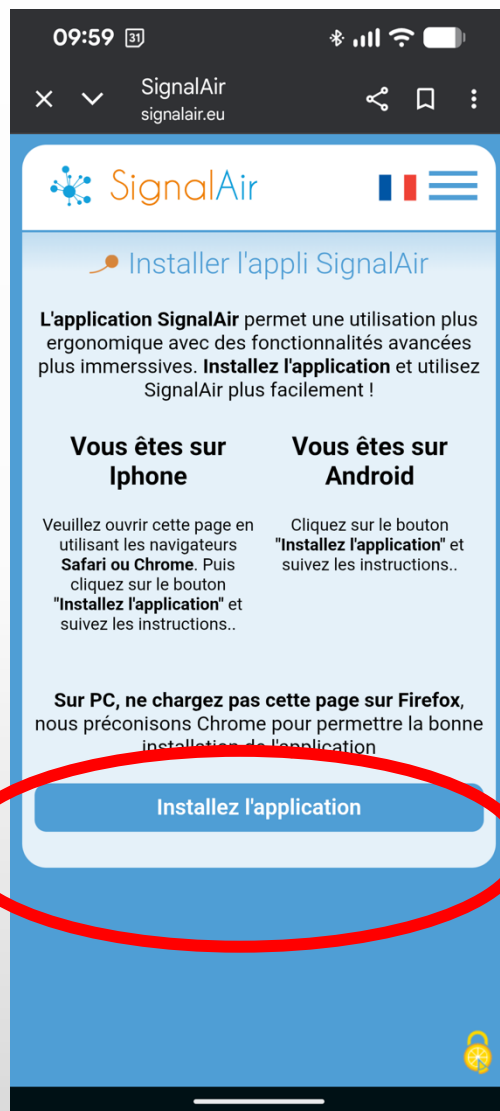 09:59 31
SignalAir
signalair.eu
SignalAir
Installer l'appli SignalAir
L'application SignalAir permet une utilisation plus
ergonomique avec des fonctionnalités avancées
plus immerssives. Installez l'application et utilisez
SignalAir plus facilement !
Vous êtes sur
Iphone
Veuillez ouvrir cette page en
utilisant les navigateurs
Safari ou Chrome. Puis
cliquez sur le bouton
"Installez l'application" et
suivez les instructions..
Vous êtes sur
Android
Cliquez sur le bouton
"Installez l'application" et
suivez les instructions..
Sur PC, ne chargez pas cette page sur Firefox,
nous préconisons Chrome pour permettre la bonne
installation de l'application
Installez l'application